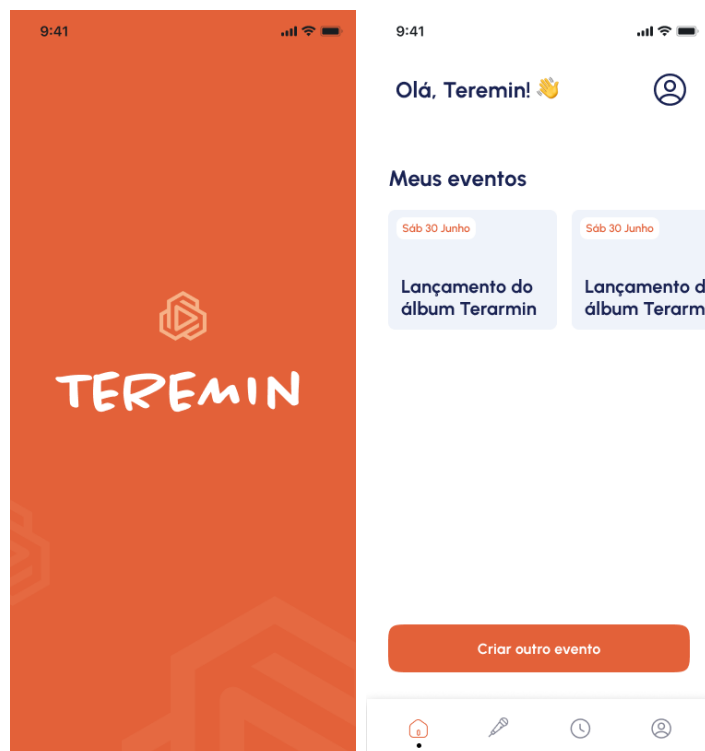 9:41
TEREMIN
9:41
Olá, Teremin! 👋
Meus eventos
Sáb 30 Junho
Lançamento do
álbum Terarmin
Sáb 30 Junho
Lançamento d
álbum Terarm
Criar outro evento